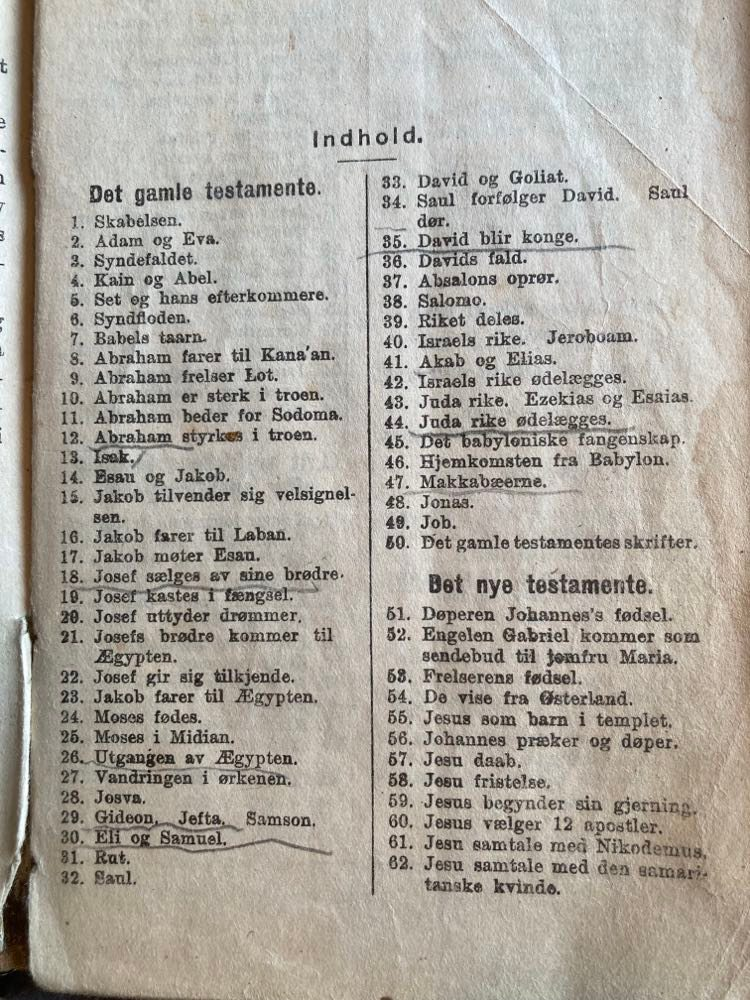 Indhold.
Det gamle testamente.
1. Skabelsen.
2. Adam og Eva.
3. Syndefaldet.
4. Kain og Abel.
5. Set og hans efterkommere.
6. Syndfloden.
7. Babels taarn.
8. Abraham farer til Kana'an.
9. Abraham frelser Lot.
10. Abraham er sterk i troen.
11. Abraham beder for Sodoma.
12. Abraham styrkes i troen.
13. Isak.
14. Esau og Jakob.
15. Jakob tilvender sig velsignel-
sen.
16. Jakob farer til Laban.
17. Jakob møter Esau.
18. Josef sælges av sine brødre.
19. Josef kastes i fængsel.
20. Josef uttyder drømmer.
21. Josefs brødre kommer til
Ægypten.
22. Josef gir sig tilkjende.
23. Jakob farer til Ægypten.
24. Moses fødes.
25. Moses i Midian.
26. Utgangen av Ægypten.
27. Vandringen i ørkenen.
28. Josva.
29. Gideon. Jefta. Samson.
30. Eli og Samuel.
31. Rut.
32. Saul.
33. David og Goliat.
34. Saul forfølger David. Saul
dør.
35. David blir konge.
36. Davids fald.
37. Absalons oprør.
38. Salomo.
39. Riket deles.
40. Israels rike. Jeroboam.
41. Akab og Elias.
42. Israels rike ødelægges.
43. Juda rike. Ezekias og Esaias.
44. Juda rike ødelægges.
45. Det babyloniske fangenskap.
46. Hjemkomsten fra Babylon.
47. Makkabæerne.
48. Jonas.
49. Job.
50. Det gamle testamentes skrifter.
Det nye testamente.
51. Døperen Johannes's fødsel.
52. Engelen Gabriel kommer som
sendebud til jomfru Maria.
53. Frelserens fødsel.
54. De vise fra Østerland.
55. Jesus som barn i templet.
56. Johannes præker og døper.
57. Jesu daab.
58. Jesu fristelse.
59. Jesus begynder sin gjerning.
60. Jesus vælger 12 apostler.
61. Jesu samtale med Nikodemus.
62. Jesu samtale med den samari-
tanske kvinde.